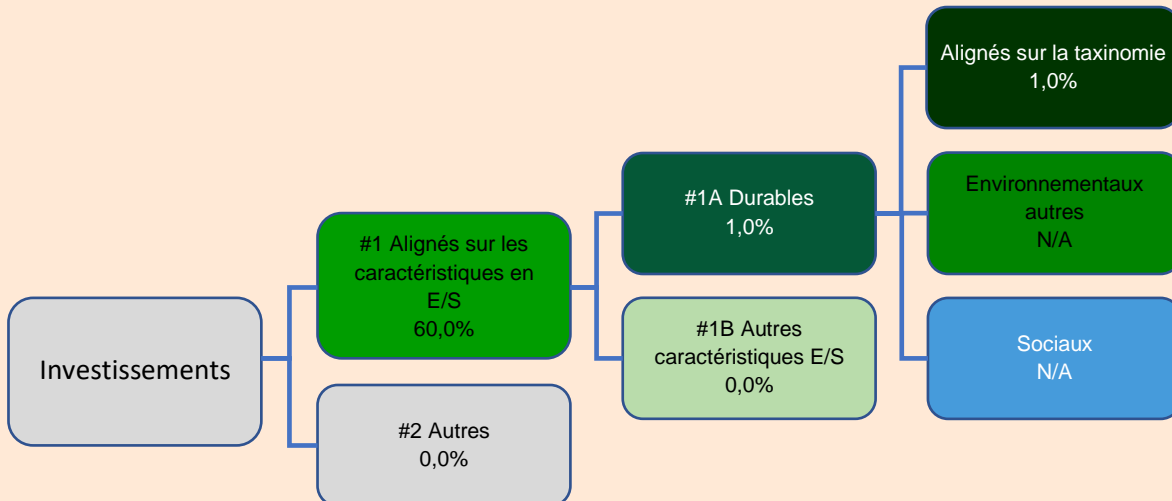 Investissements
#1 Alignés sur les
caractéristiques en
E/S
60,0%
#2 Autres
0,0%
#1A Durables
1,0%
#1B Autres
caractéristiques E/S
0,0%
Alignés sur la taxinomie
1,0%
Environnementaux
autres
N/A
Sociaux
N/A